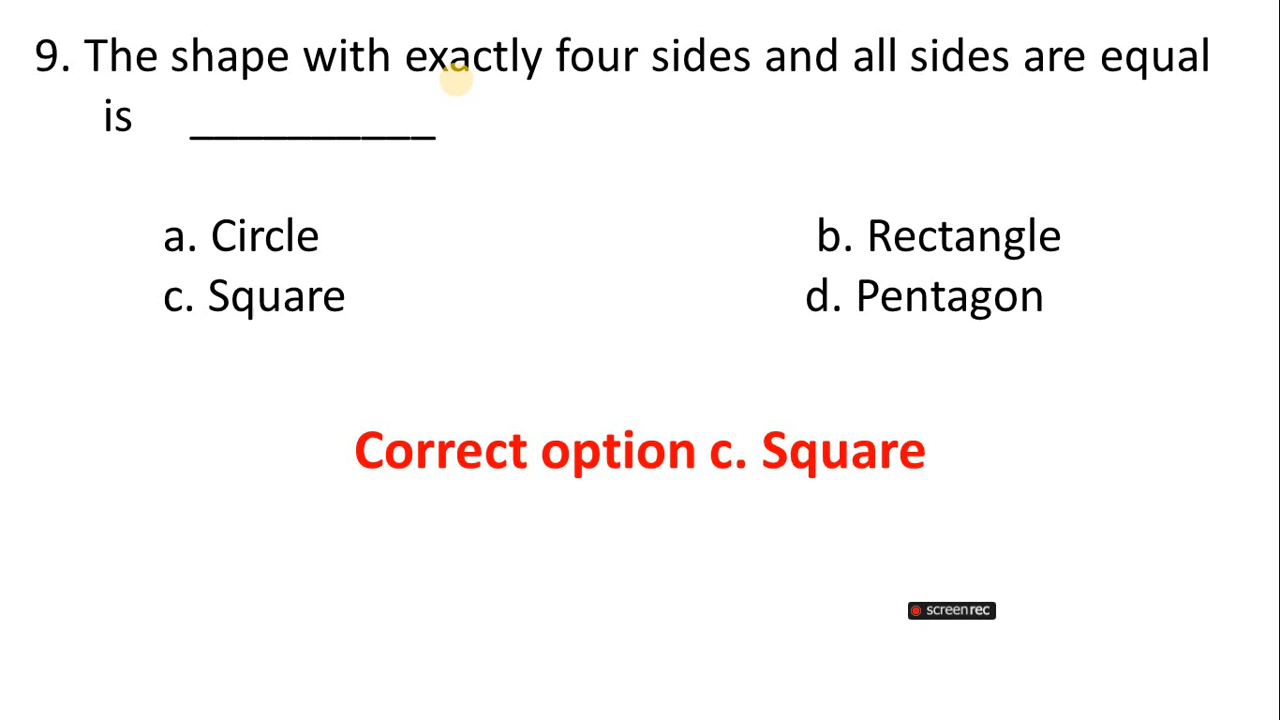 9. The shape with exactly four sides and all sides are equal
is __________
a. Circle b. Rectangle
c. Square d. Pentagon
Correct option c. Square
screenrec